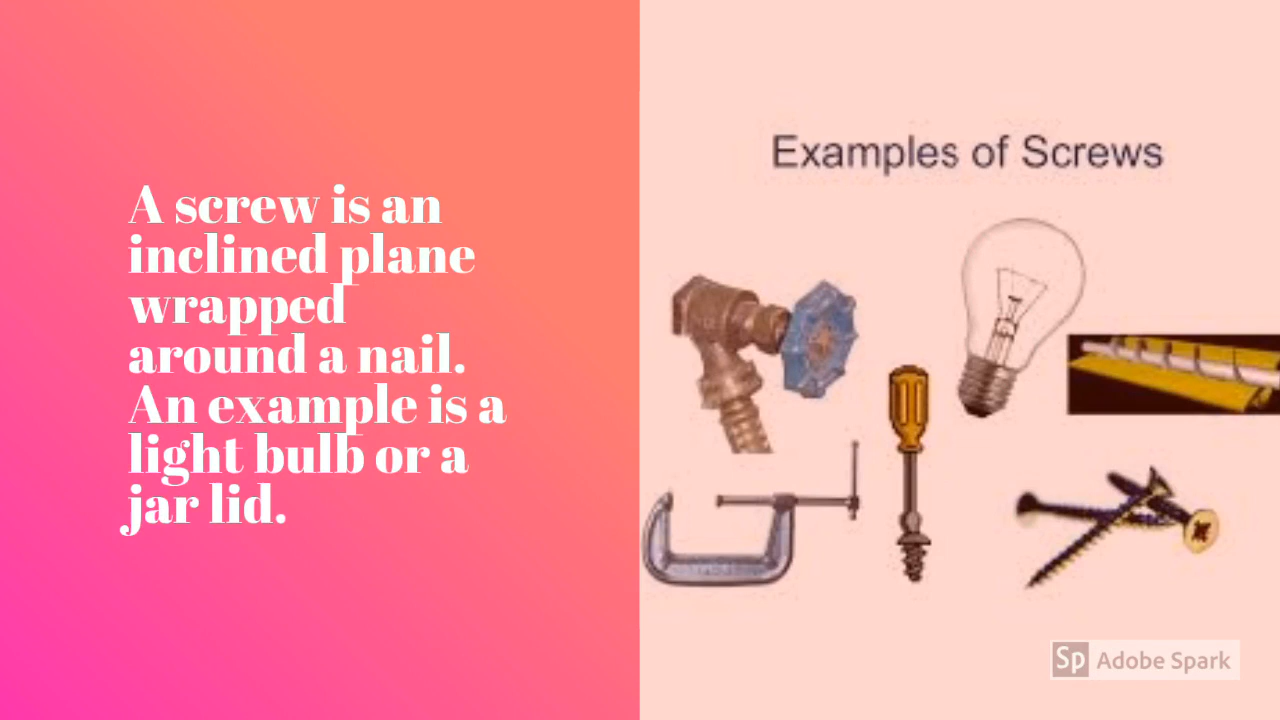 A screw is an
inclined plane
wrapped
around a nail.
An example is a
light bulb or a
jar lid.
Examples of Screws
Sp Adobe Spark